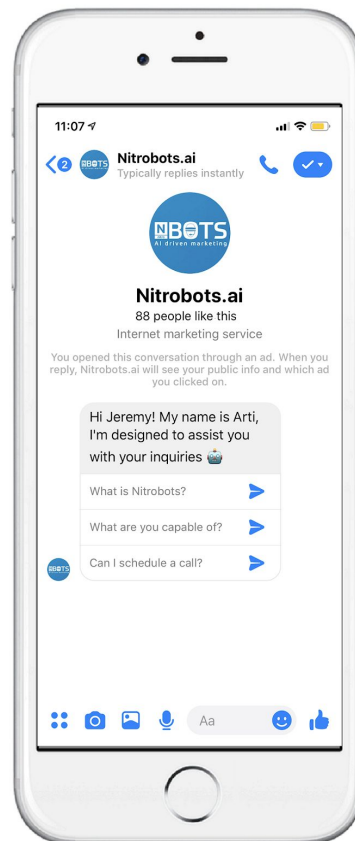 11:07
2
NBOTS
Nitrobots.ai
Typically replies instantly
NBOTS
Ai driven marketing
Nitrobots.ai
88 people like this
Internet marketing service
You opened this conversation through an ad. When you
reply, Nitrobots.ai will see your public info and which ad
you clicked on.
Hi Jeremy! My name is Arti,
I'm designed to assist you
with your inquiries 🤖
What is Nitrobots?
What are you capable of?
Can I schedule a call?
NBOTS
Aa